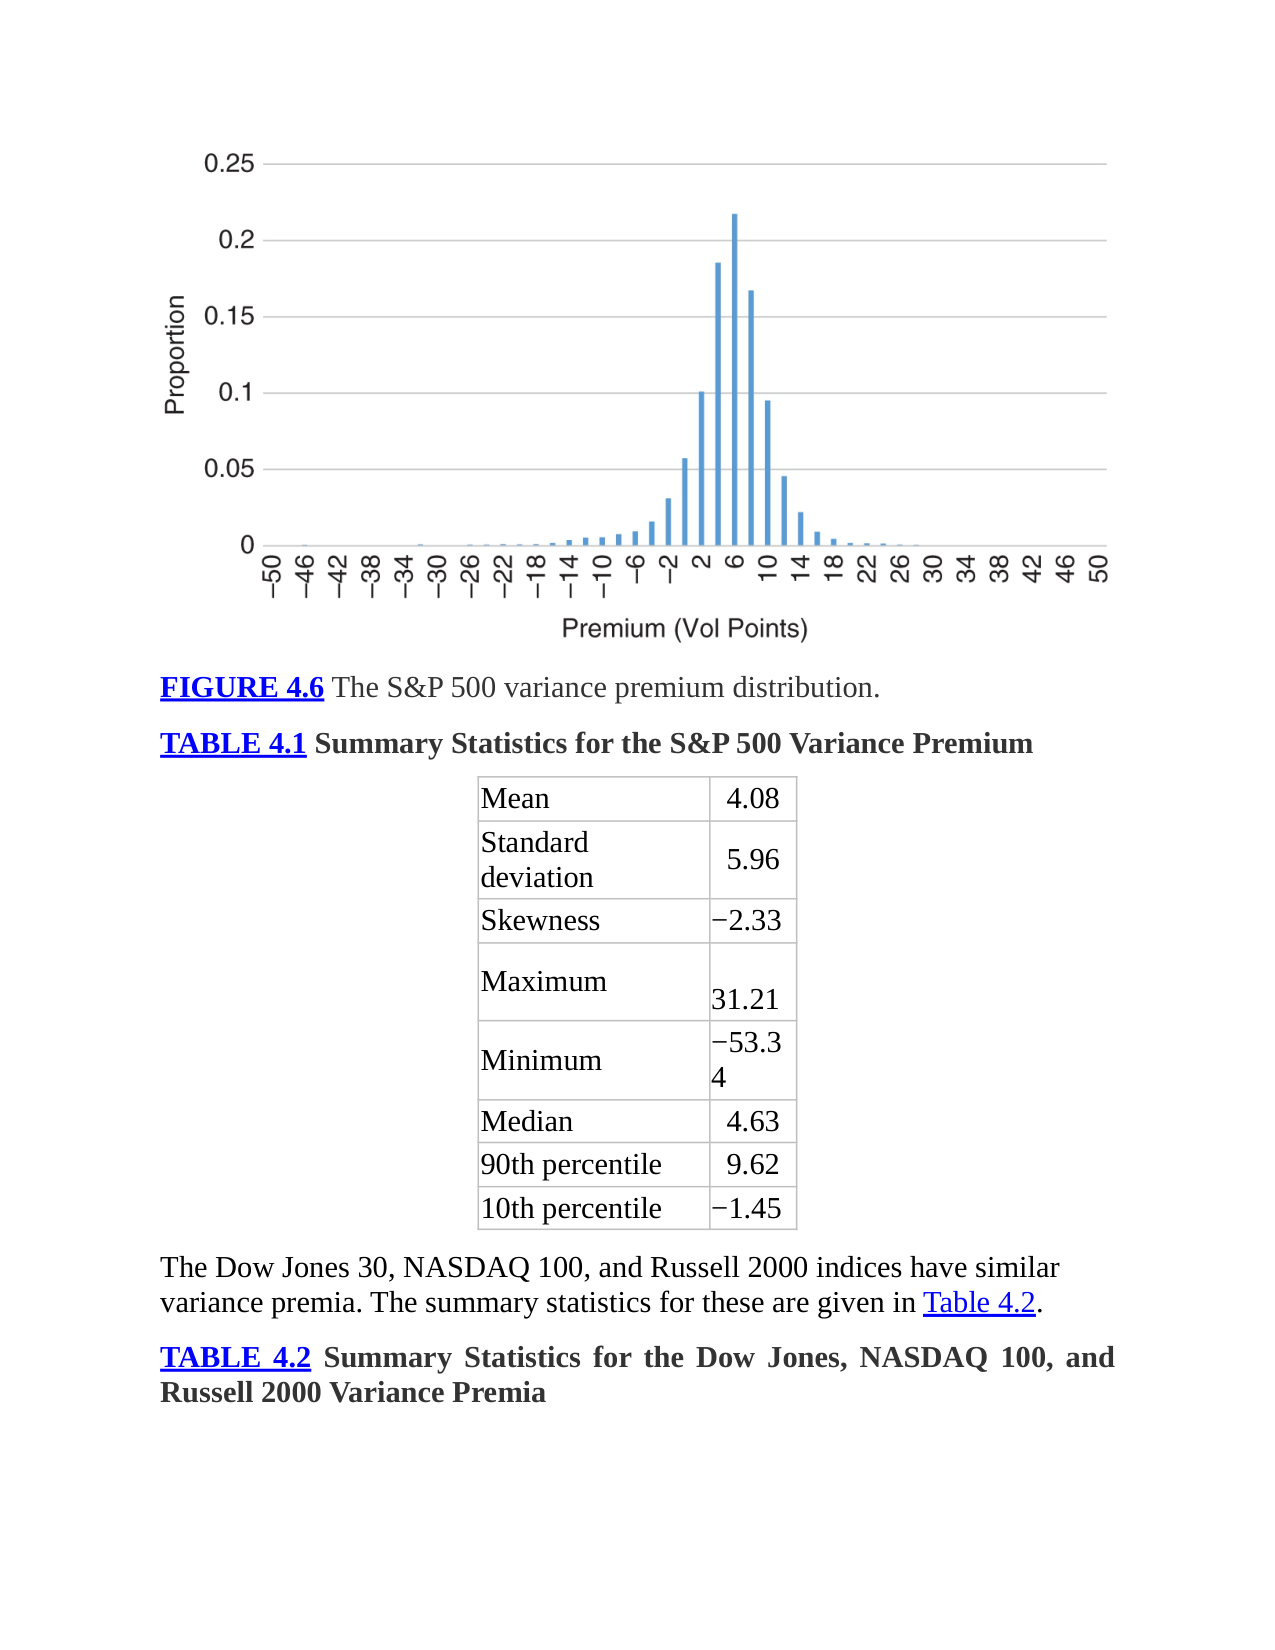 0.25
0.2
0.15
0.1
0.05
0
Proportion
−50 −46 −42 −38 −34 −30 −26 −22 −18 −14 −10 −6 −2 2 6 10 14 18 22 26 30 34 38 42 46 50
Premium (Vol Points)
FIGURE 4.6 The S&P 500 variance premium distribution.
TABLE 4.1 Summary Statistics for the S&P 500 Variance Premium
Mean 4.08
Standard
deviation 5.96
Skewness −2.33
Maximum 31.21
Minimum −53.3
4
Median 4.63
90th percentile 9.62
10th percentile −1.45
The Dow Jones 30, NASDAQ 100, and Russell 2000 indices have similar
variance premia. The summary statistics for these are given in Table 4.2.
TABLE 4.2 Summary Statistics for the Dow Jones, NASDAQ 100, and
Russell 2000 Variance Premia